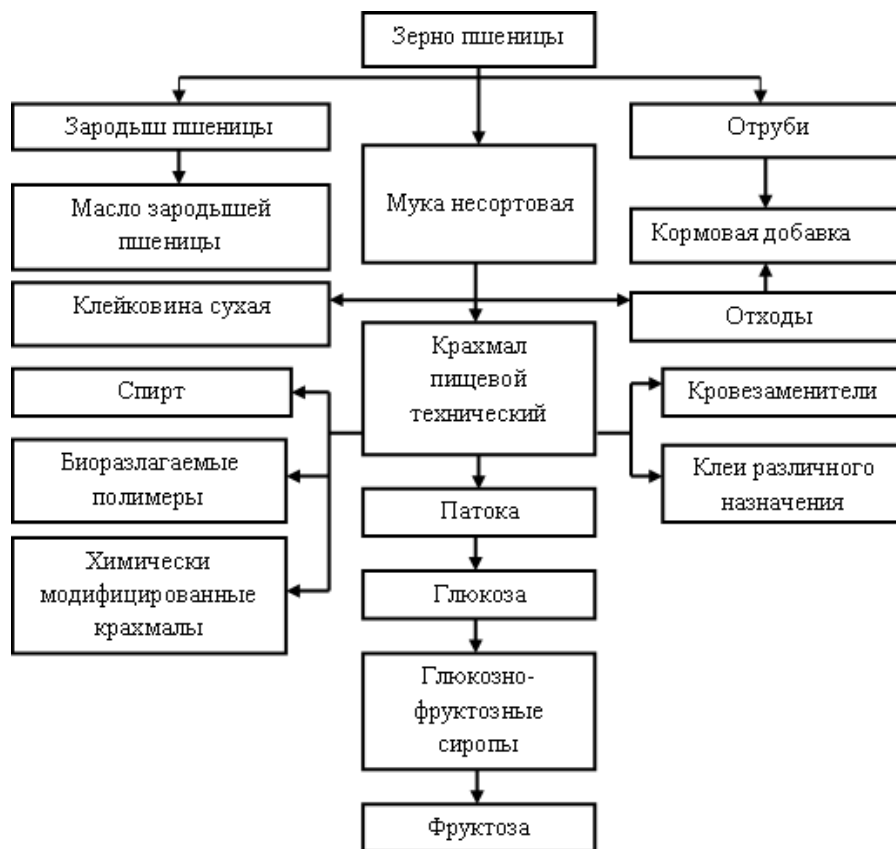 Зерно пшеницы
Зародыш пшеницы
Отруби
Мука несортовая
Масло зародышей
пшеницы
Кормовая добавка
Клейковина сухая
Отходы
Крахмал
пищевой
технический
Спирт
Кровезаменители
Биоразлагаемые
полимеры
Клеи различного
назначения
Патока
Химически
модифицированные
крахмалы
Глюкоза
Глюкозно-
фруктозные
сиропы
Фруктоза